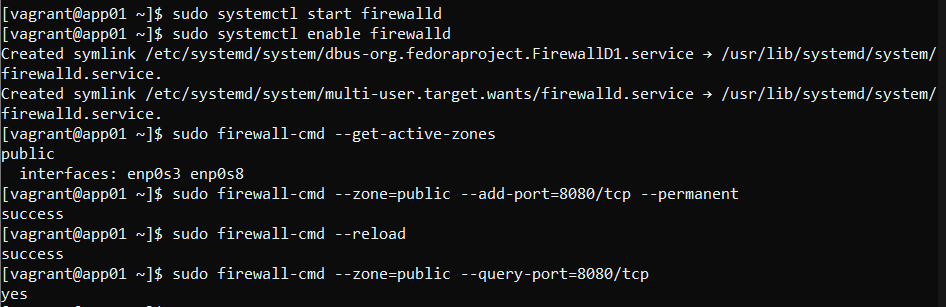 [vagrant@app01 ~]$ sudo systemctl start firewalld
[vagrant@app01 ~]$ sudo systemctl enable firewalld
Created symlink /etc/systemd/system/dbus-org.fedoraproject.FirewallD1.service → /usr/lib/systemd/system/
firewalld.service.
Created symlink /etc/systemd/system/multi-user.target.wants/firewalld.service → /usr/lib/systemd/system/
firewalld.service.
[vagrant@app01 ~]$ sudo firewall-cmd --get-active-zones
public
  interfaces: enp0s3 enp0s8
[vagrant@app01 ~]$ sudo firewall-cmd --zone=public --add-port=8080/tcp --permanent
success
[vagrant@app01 ~]$ sudo firewall-cmd --reload
success
[vagrant@app01 ~]$ sudo firewall-cmd --zone=public --query-port=8080/tcp
yes